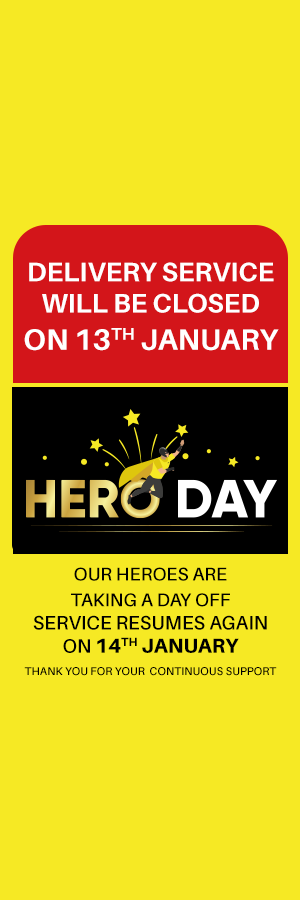 DELIVERY SERVICE
WILL BE CLOSED
ON 13TH JANUARY
HERO DAY
OUR HEROES ARE
TAKING A DAY OFF
SERVICE RESUMES AGAIN
ON 14TH JANUARY
THANK YOU FOR YOUR CONTINUOUS SUPPORT